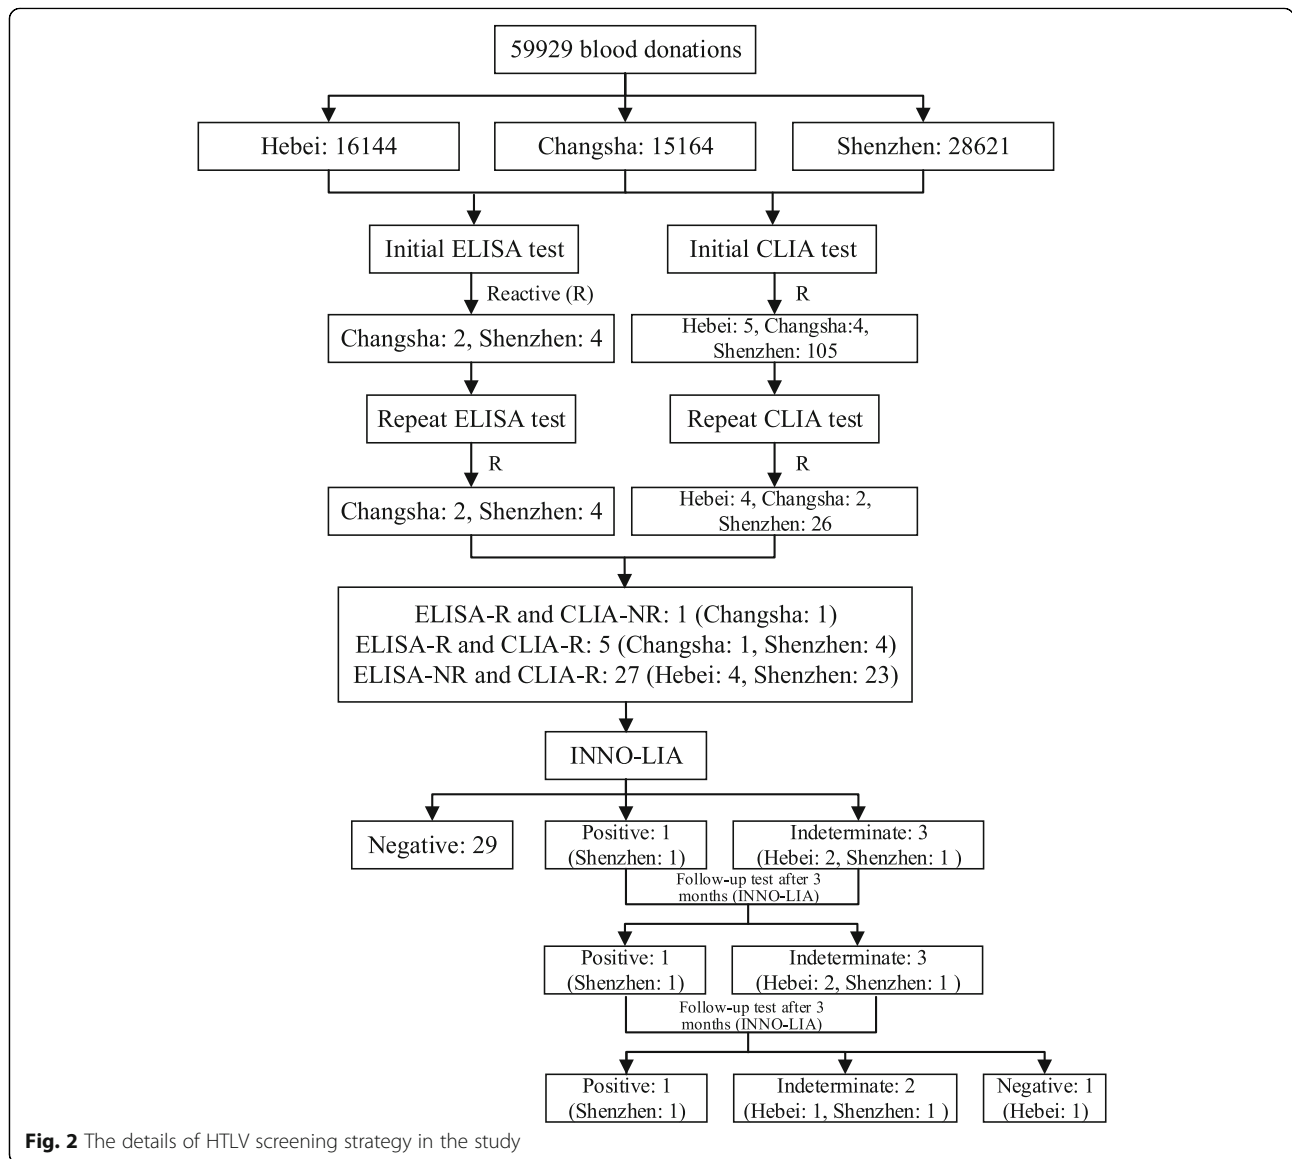 59929 blood donations
Hebei: 16144
Changsha: 15164
Shenzhen: 28621
Initial ELISA test
Initial CLIA test
Reactive (R)
R
Changsha: 2, Shenzhen: 4
Hebei: 5, Changsha:4,
Shenzhen: 105
Repeat ELISA test
Repeat CLIA test
R
R
Changsha: 2, Shenzhen: 4
Hebei: 4, Changsha: 2,
Shenzhen: 26
ELISA-R and CLIA-NR: 1 (Changsha: 1)
ELISA-R and CLIA-R: 5 (Changsha: 1, Shenzhen: 4)
ELISA-NR and CLIA-R: 27 (Hebei: 4, Shenzhen: 23)
INNO-LIA
Negative: 29
Positive: 1
(Shenzhen: 1)
Indeterminate: 3
(Hebei: 2, Shenzhen: 1 )
Follow-up test after 3
months (INNO-LIA)
Positive: 1
(Shenzhen: 1)
Indeterminate: 3
(Hebei: 2, Shenzhen: 1 )
Follow-up test after 3
months (INNO-LIA)
Positive: 1
(Shenzhen: 1)
Indeterminate: 2
(Hebei: 1, Shenzhen: 1 )
Negative: 1
(Hebei: 1)
Fig. 2 The details of HTLV screening strategy in the study